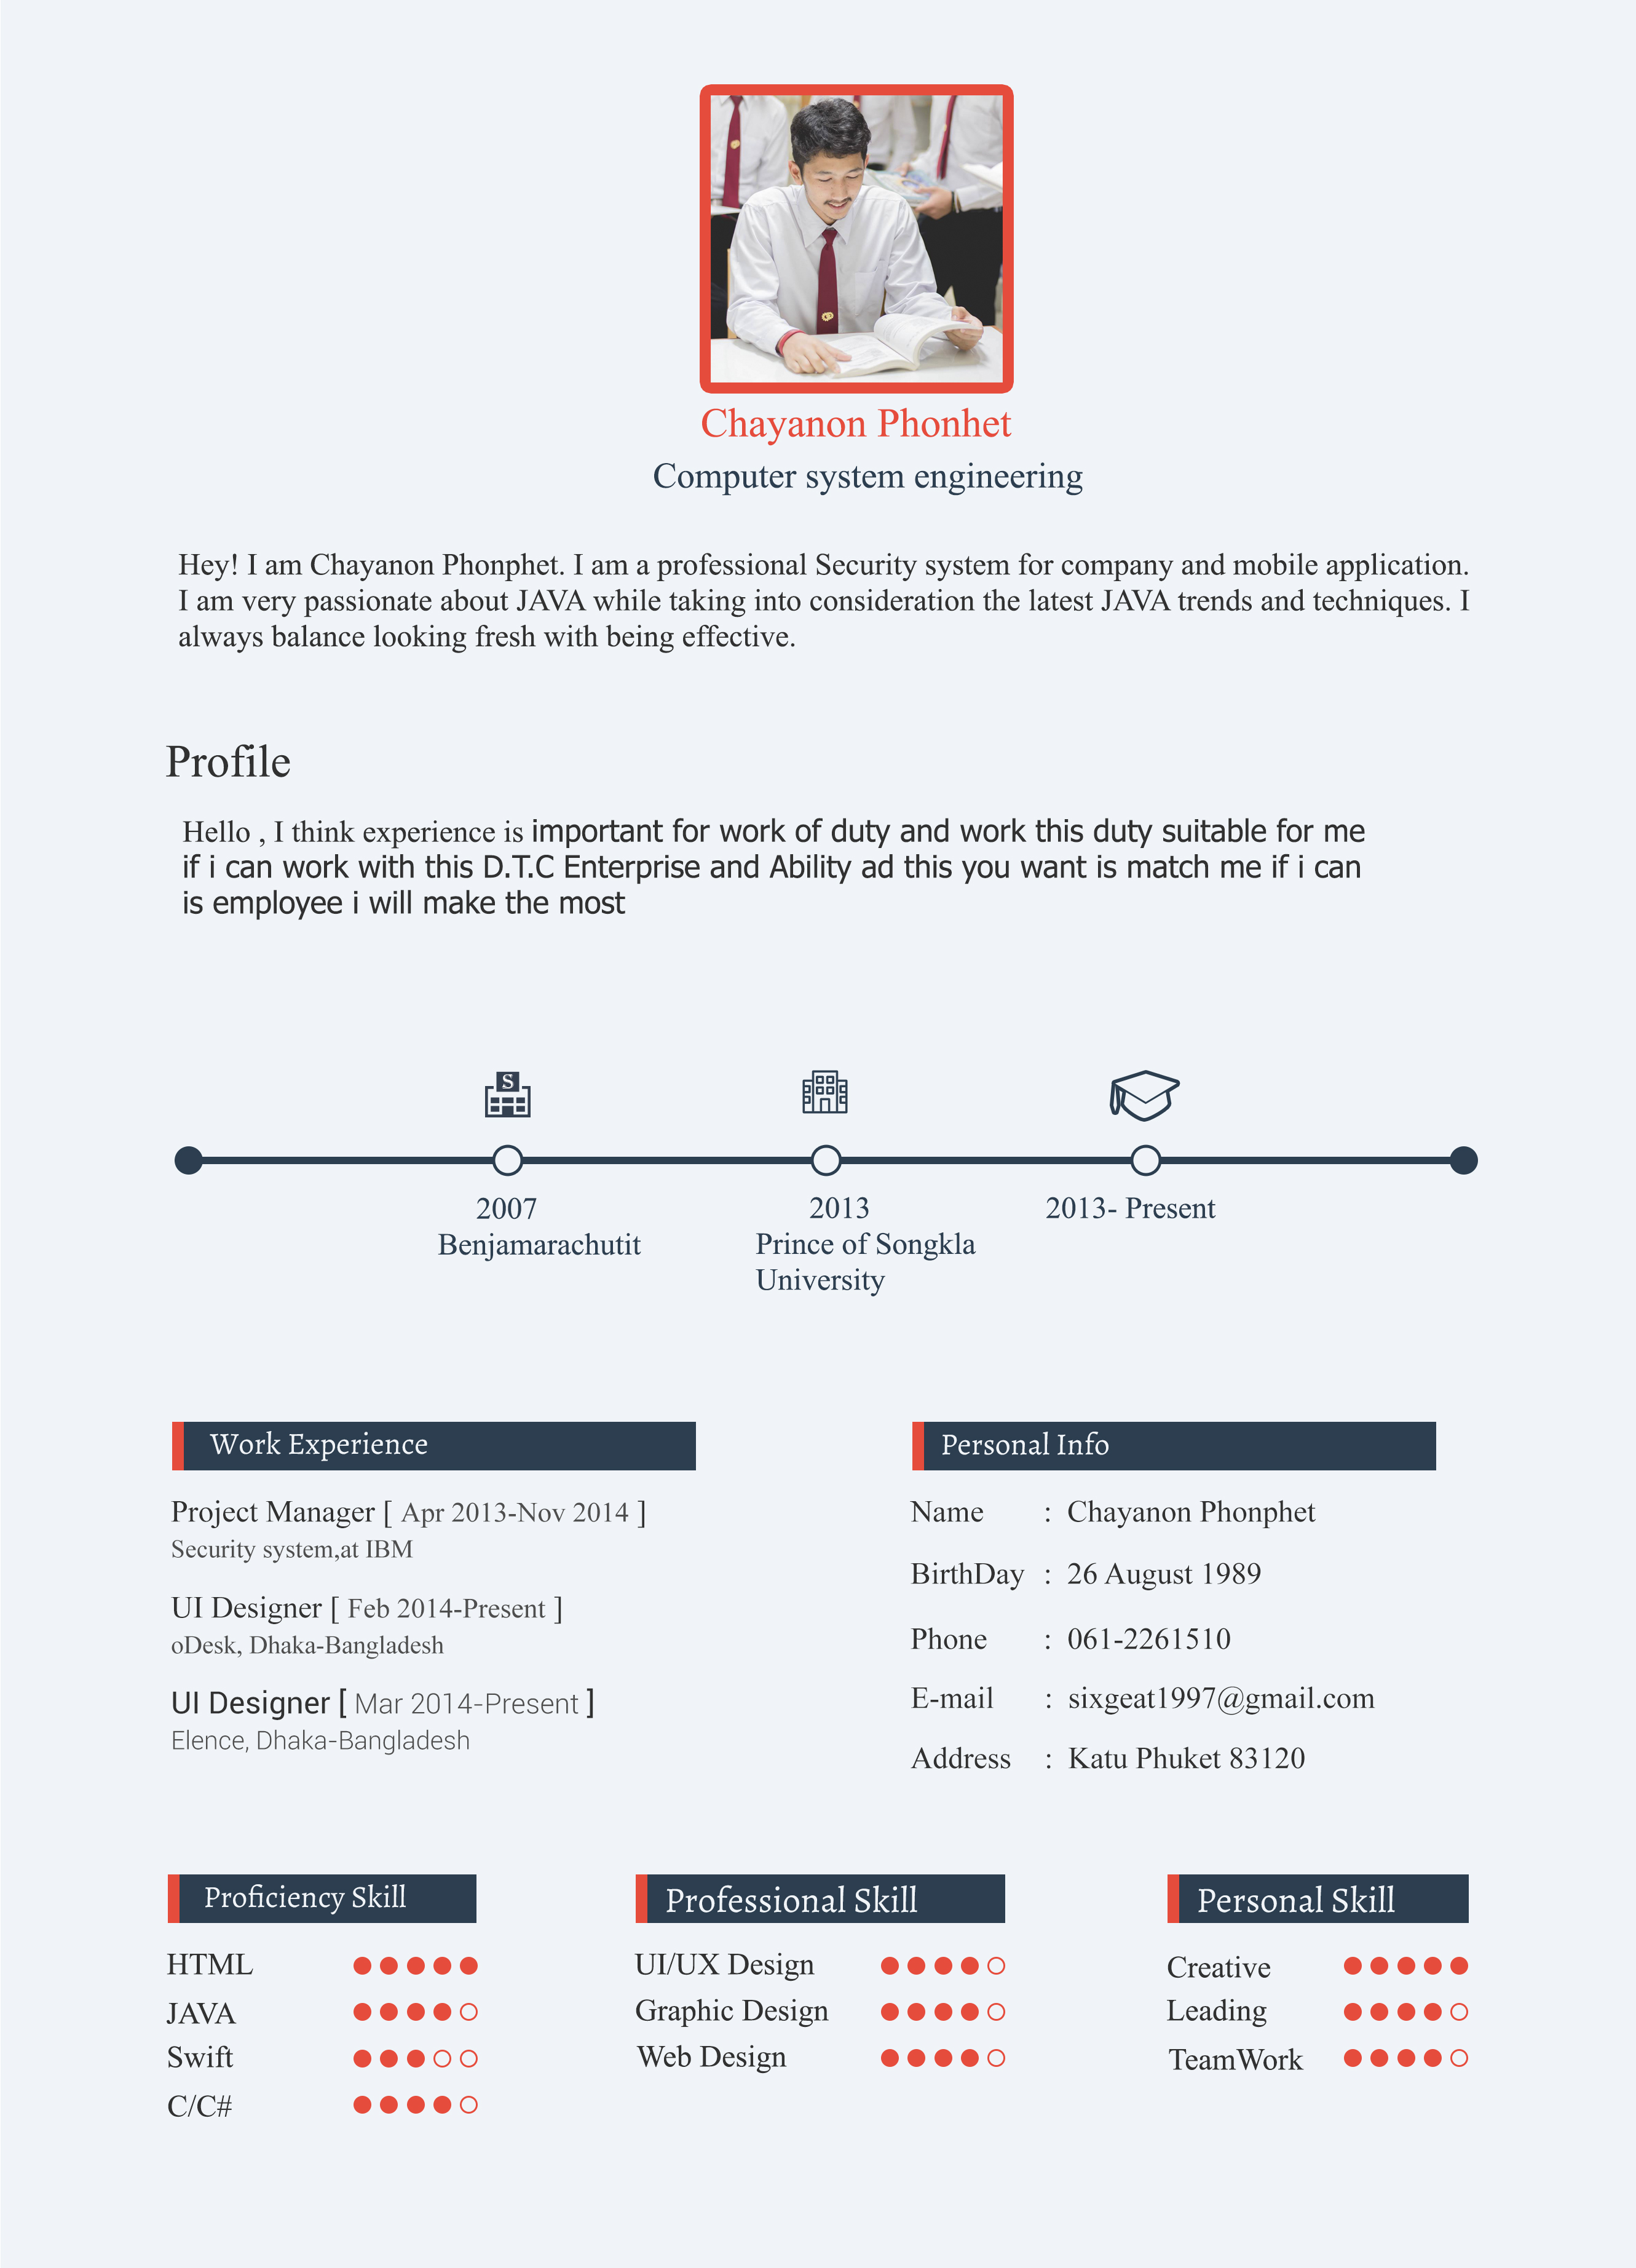 Chayanon Phonhet
Computer system engineering
Hey! I am Chayanon Phonphet. I am a professional Security system for company and mobile application.
I am very passionate about JAVA while taking into consideration the latest JAVA trends and techniques. I
always balance looking fresh with being effective.
Profile
Hello , I think experience is important for work of duty and work this duty suitable for me
if i can work with this D.T.C Enterprise and Ability ad this you want is match me if i can
is employee i will make the most
S
2007
Benjamarachutit
2013
Prince of Songkla
University
2013- Present
Work Experience
Project Manager [ Apr 2013-Nov 2014 ]
Security system,at IBM
UI Designer [ Feb 2014-Present ]
oDesk, Dhaka-Bangladesh
UI Designer [ Mar 2014-Present ]
Elence, Dhaka-Bangladesh
Personal Info
Name : Chayanon Phonphet
BirthDay : 26 August 1989
Phone : 061-2261510
E-mail : sixgeat1997@gmail.com
Address : Katu Phuket 83120
Proficiency Skill
HTML
JAVA
Swift
C/C#
Professional Skill
UI/UX Design
Graphic Design
Web Design
Personal Skill
Creative
Leading
TeamWork